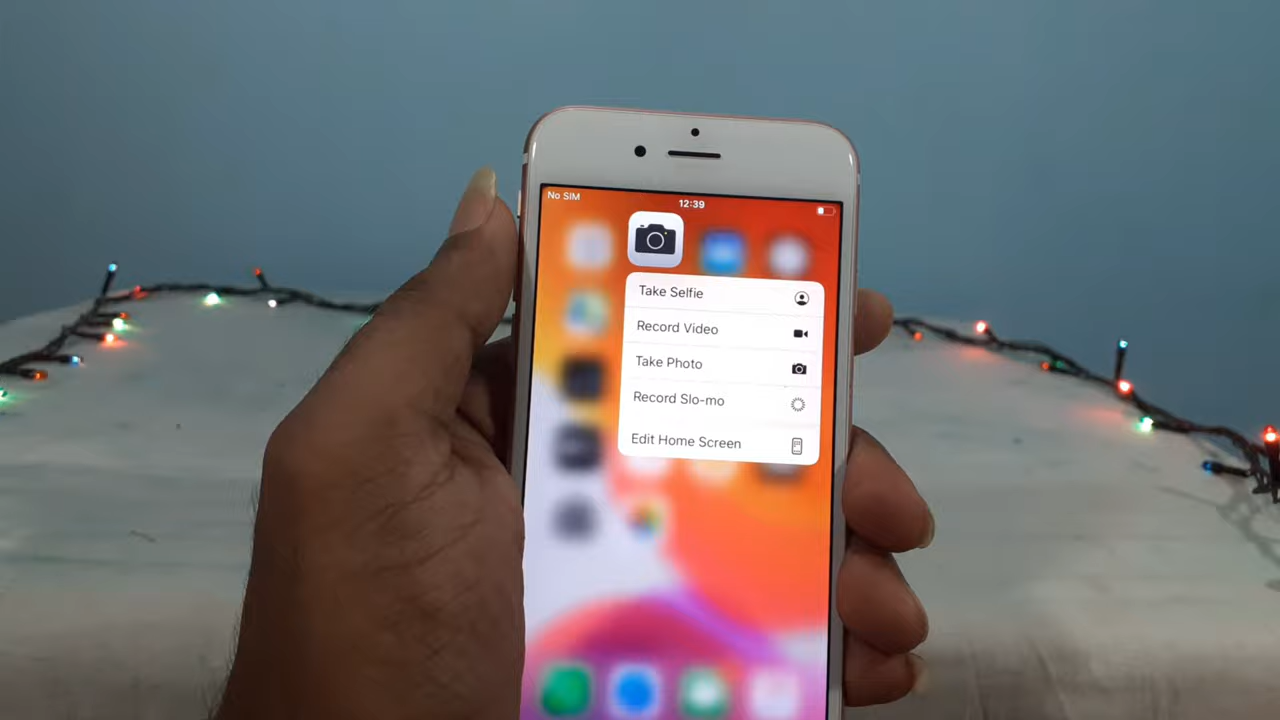 No SIM 12:39
Take Selfie
Record Video
Take Photo
Record Slo-mo
Edit Home Screen